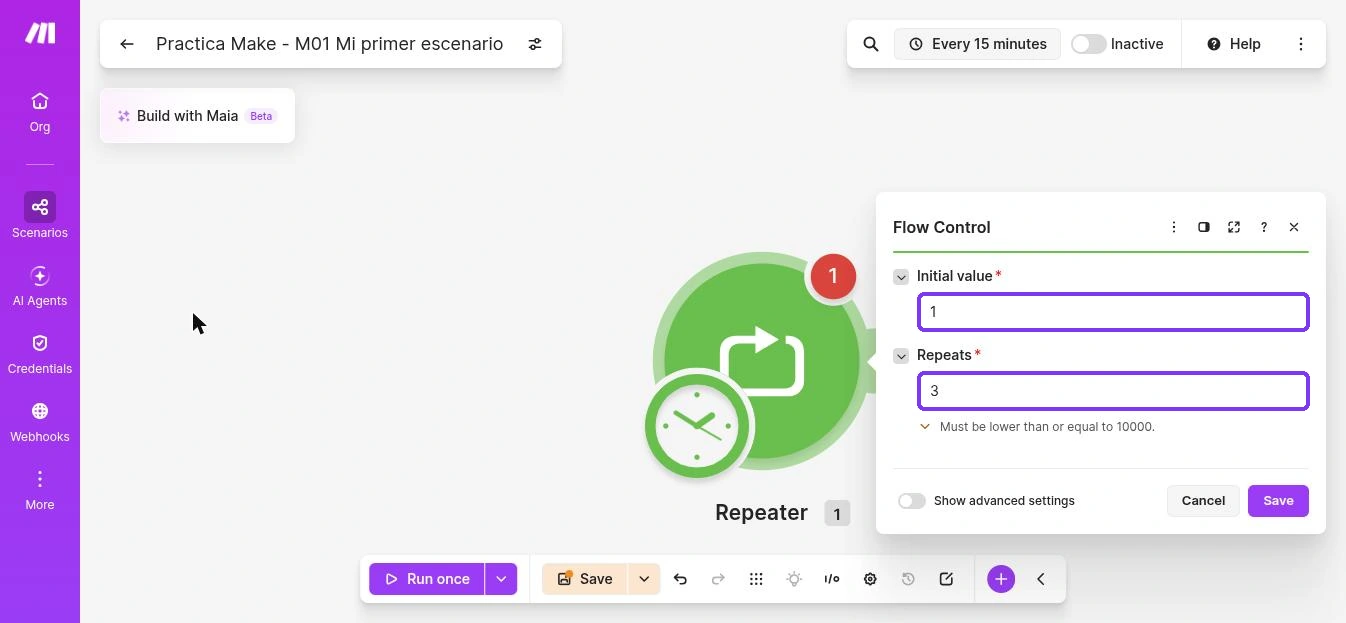 Practica Make - M01 Mi primer escenario
Every 15 minutes
Inactive
Help
Build with Maia Beta
Org
Scenarios
AI Agents
Credentials
Webhooks
More
1
Repeater 1
Flow Control
?
Initial value*
1
Repeats*
3
Must be lower than or equal to 10000.
Show advanced settings
Cancel
Save
Run once
Save